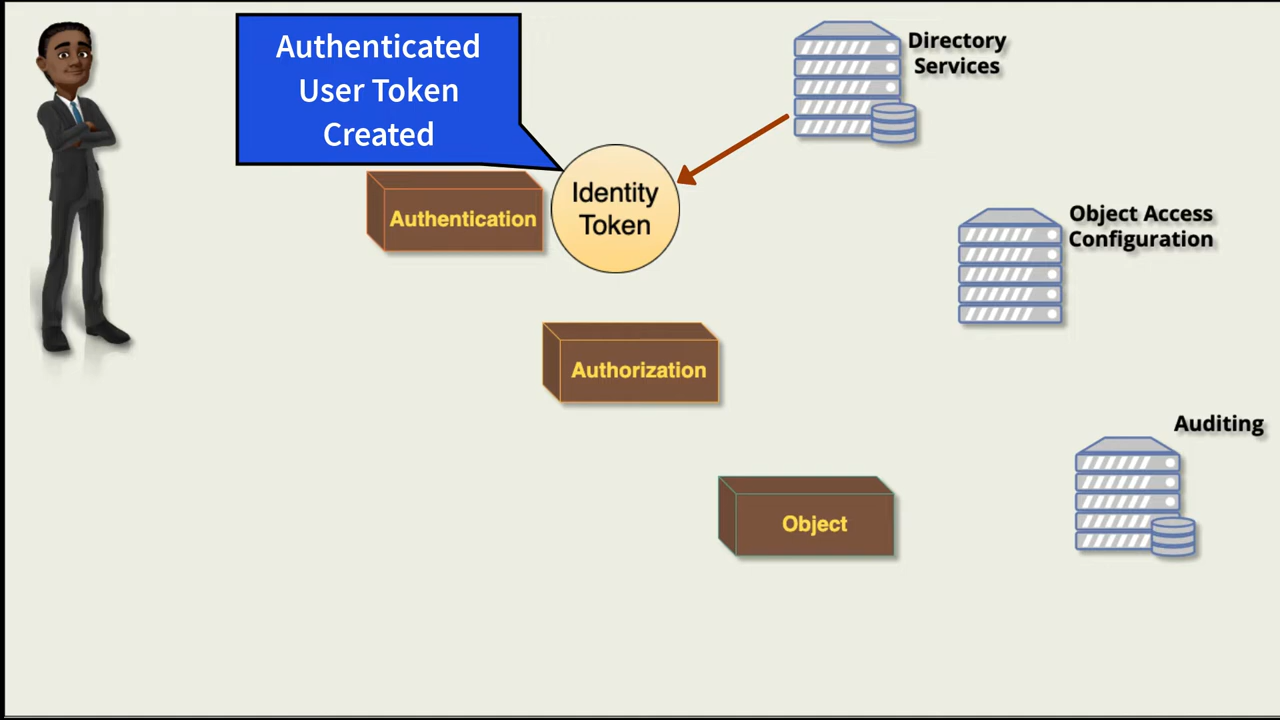 Authenticated
User Token
Created
Directory
Services
Identity
Token
Authentication
Object Access
Configuration
Authorization
Auditing
Object